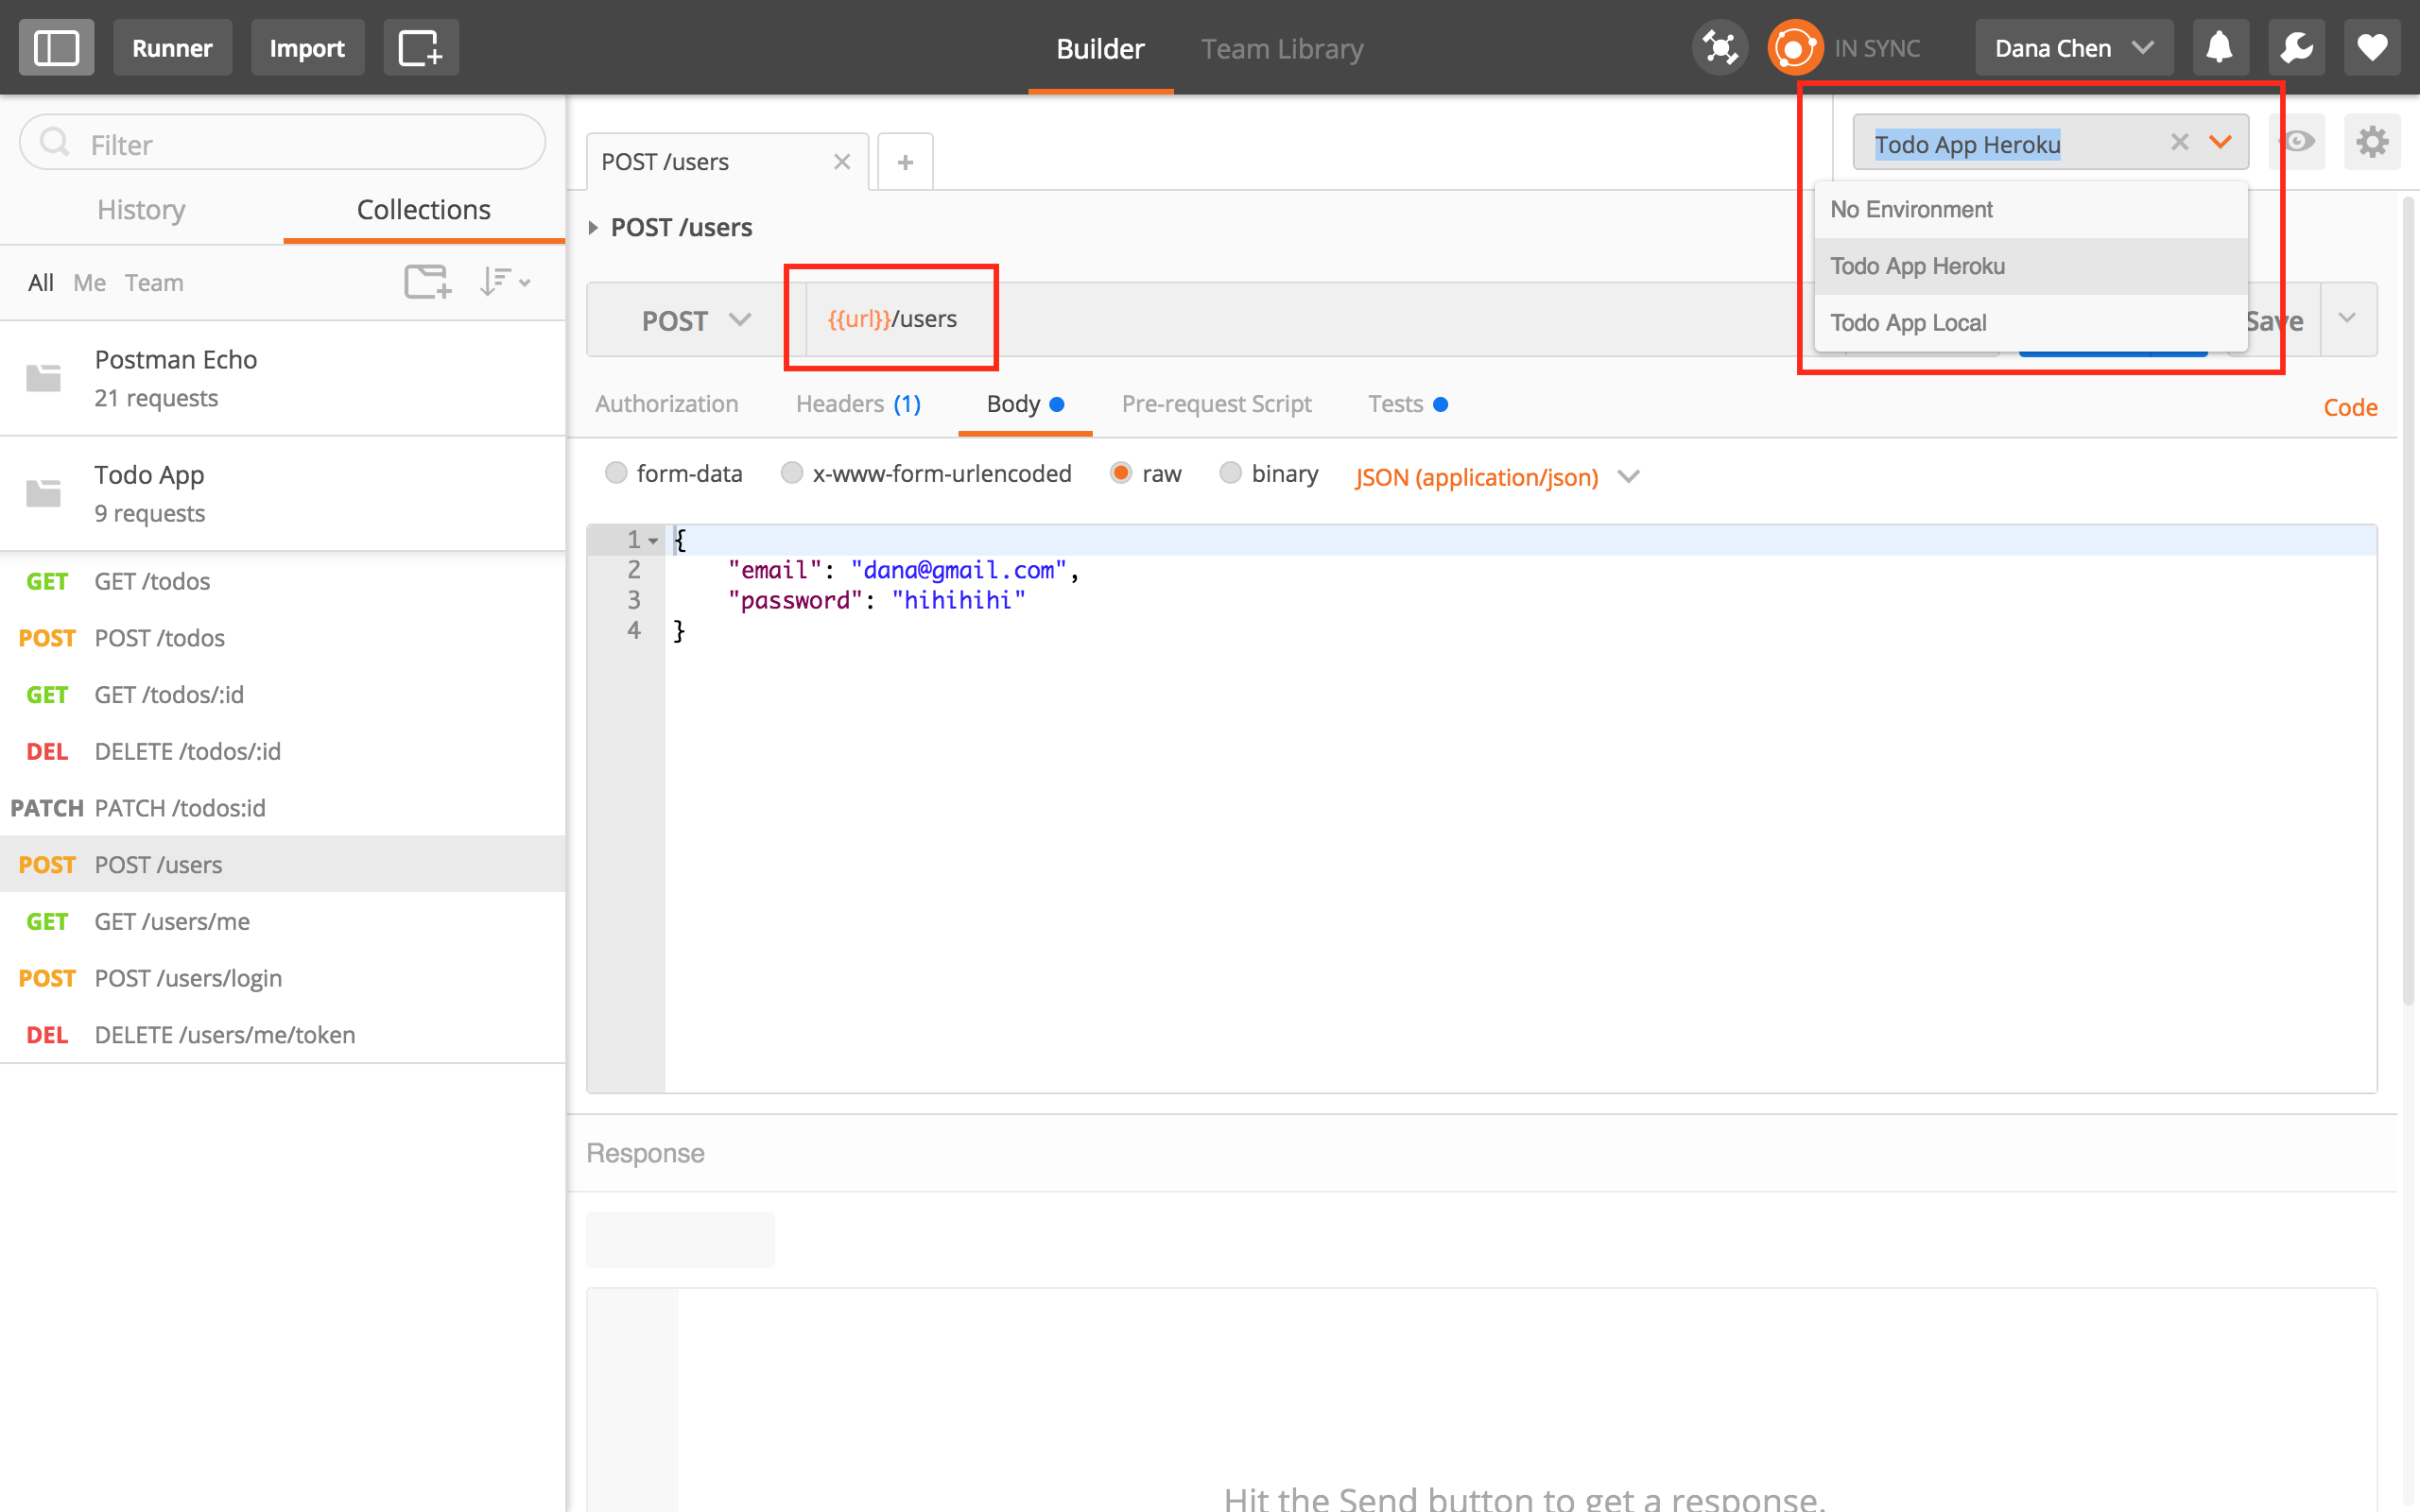 Runner
Import
Builder
Team Library
IN SYNC
Dana Chen
Filter
History
Collections
All Me Team
Postman Echo
21 requests
Todo App
9 requests
GET GET /todos
POST POST /todos
GET GET /todos/:id
DEL DELETE /todos/:id
PATCH PATCH /todos:id
POST POST /users
GET GET /users/me
POST POST /users/login
DEL DELETE /users/me/token
POST /users
Todo App Heroku
No Environment
Todo App Heroku
Todo App Local
POST /users
POST
{{url}}/users
Save
Authorization
Headers (1)
Body
Pre-request Script
Tests
Code
form-data
x-www-form-urlencoded
raw
binary
JSON (application/json)
1 {
2 "email": "dana@gmail.com",
3 "password": "hihihihi"
4 }
Response
Hit the Send button to get a response.